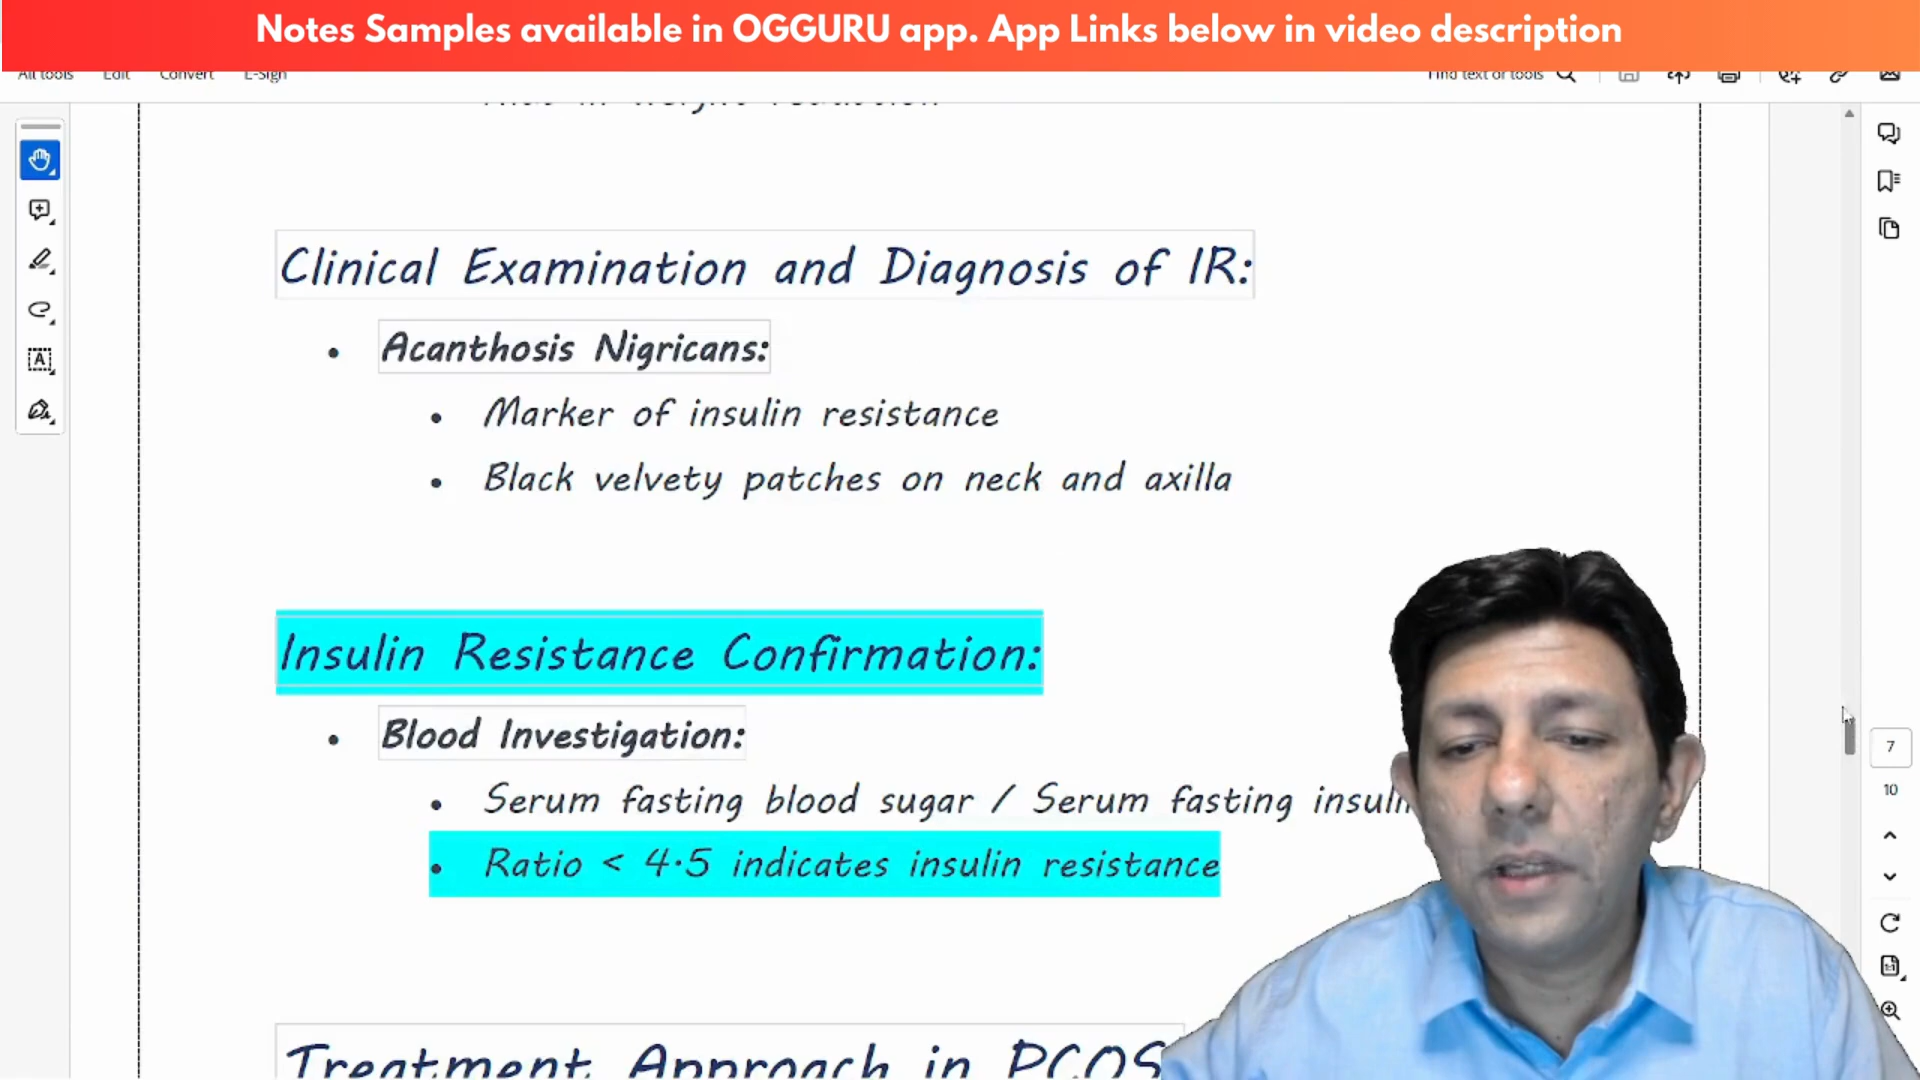 Notes Samples available in OGGURU app. App Links below in video description
All tools Edit Convert E-Sign Find text or tools
Clinical Examination and Diagnosis of IR:
• Acanthosis Nigricans:
• Marker of insulin resistance
• Black velvety patches on neck and axilla
Insulin Resistance Confirmation:
• Blood Investigation:
• Serum fasting blood sugar / Serum fasting insulin
• Ratio < 4.5 indicates insulin resistance
7
10
Treatment Approach in PCOS